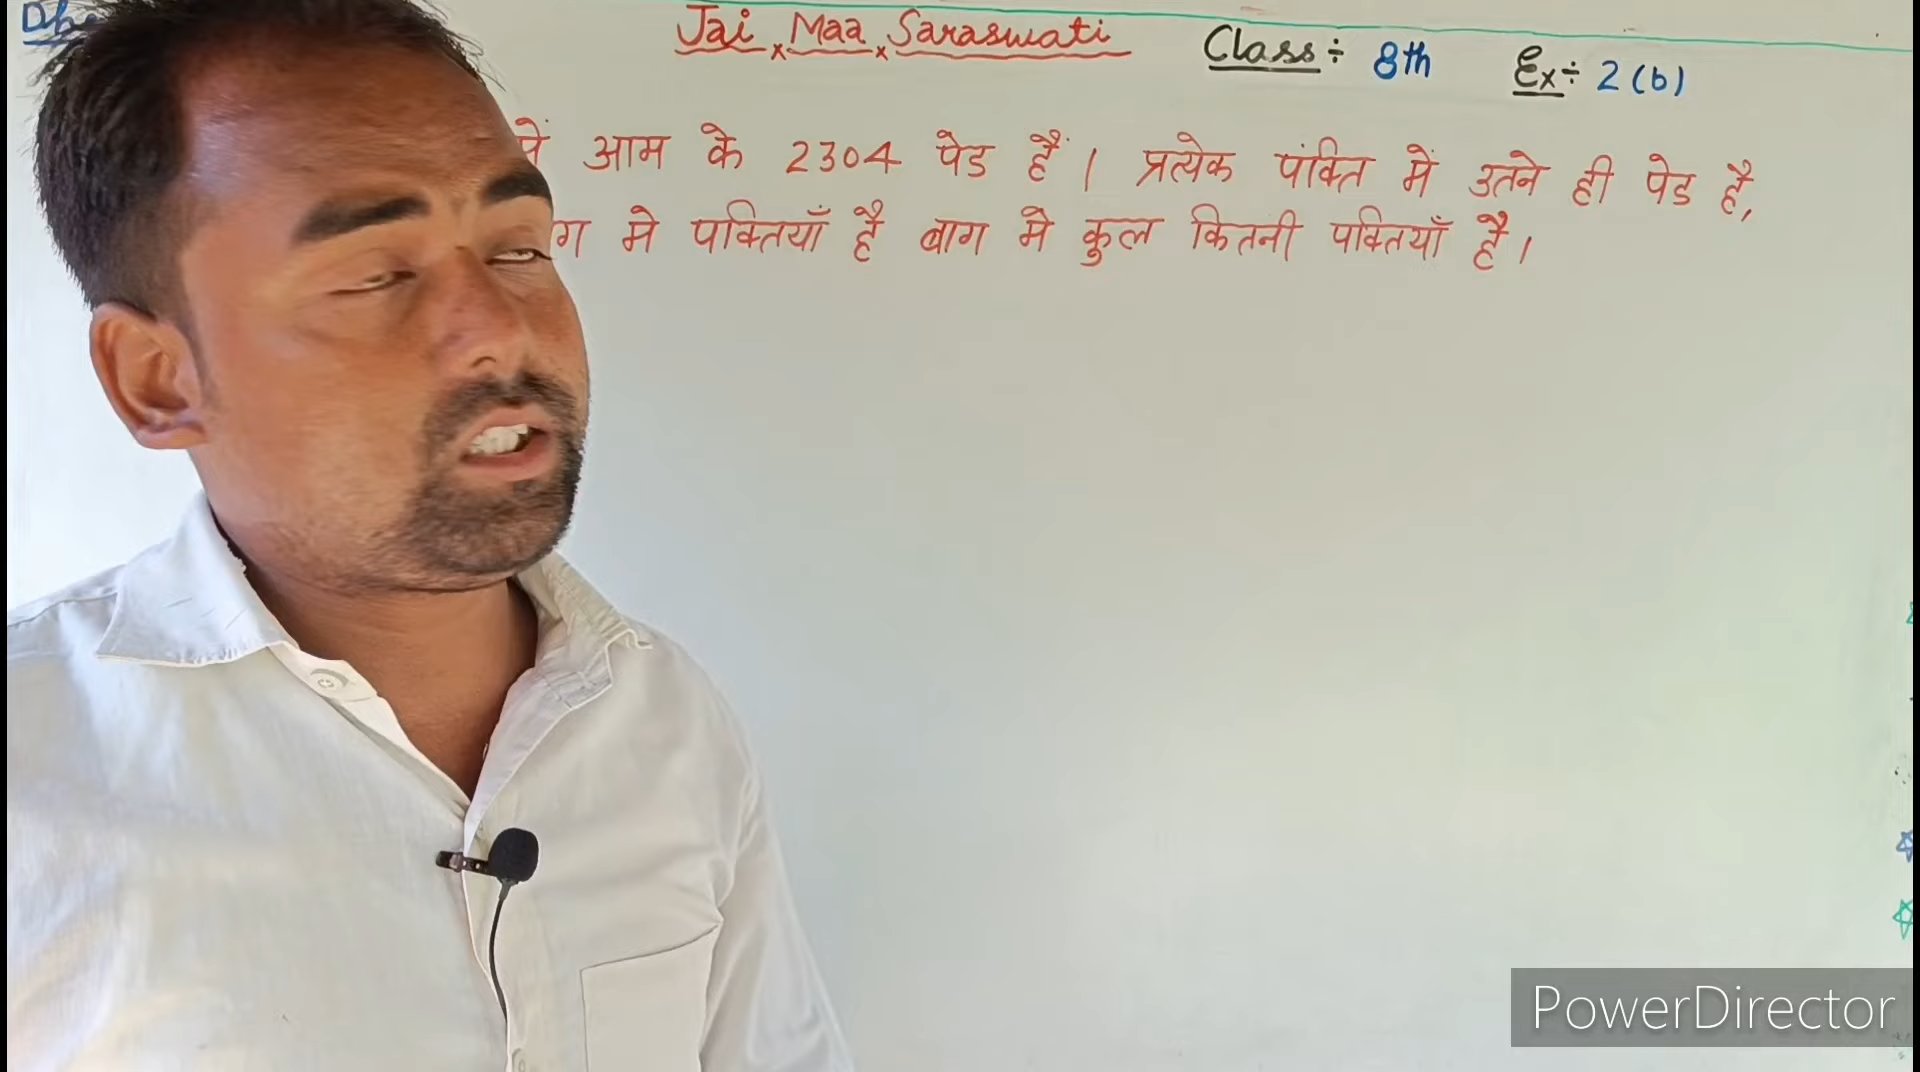 Jai Maa Saraswati Class ÷ 8th Ex ÷ 2 (b)
में आम के 2304 पेड हैं। प्रत्येक पंक्ति में उतने ही पेड है,
मे पक्तियाँ है बाग मे कुल कितनी पक्तियाँ है।
PowerDirector